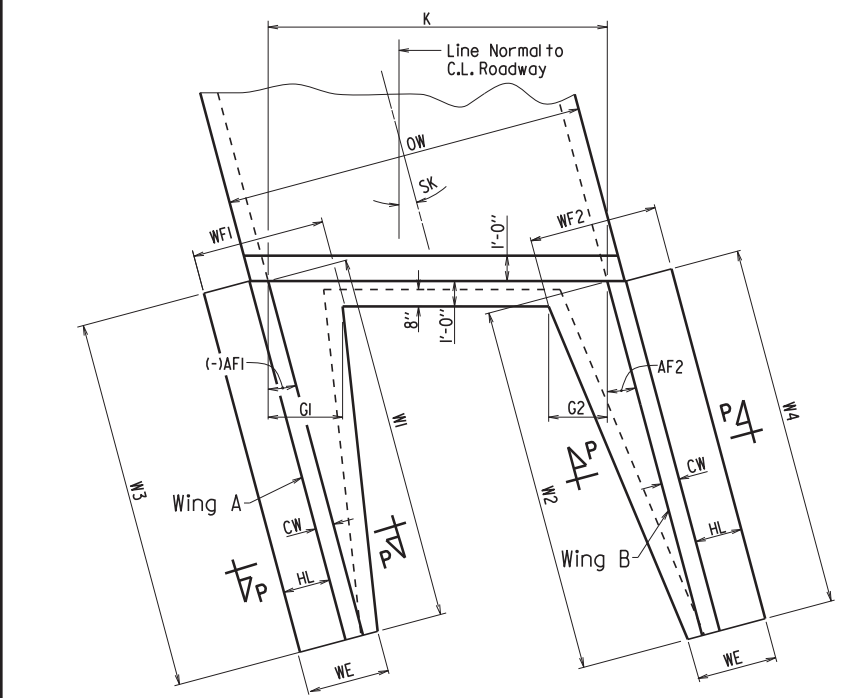 K
Line Normal to
C.L. Roadway
OW
SK
WF1
WF2
1'-0"
8"
1'-0"
(-)AF1
AF2
G1
G2
W1
W2
W3
W4
P
P
P
P
Wing A
CW
CW
HL
HL
Wing B
WE
WE